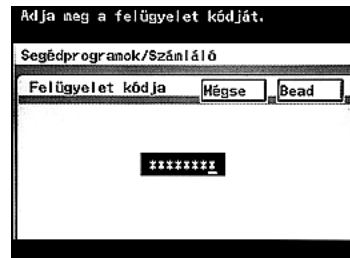 Adja meg a felügyelet kódját.
Segédprogramok/Számláló
Felügyelet kódja Mégse Bead
********